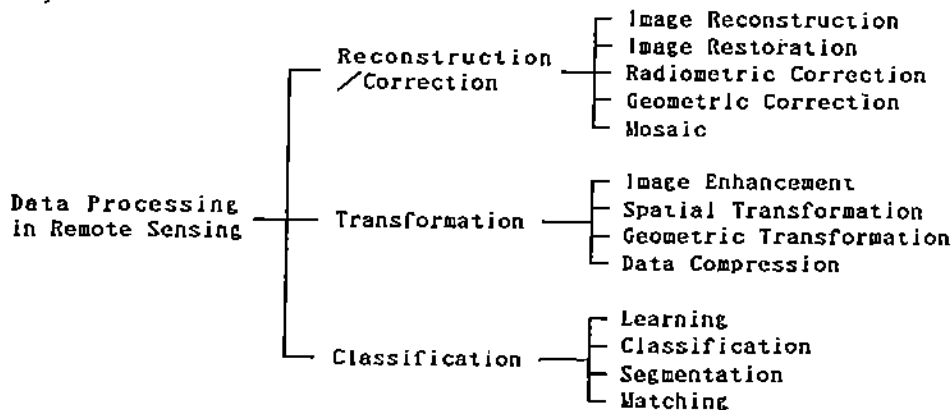 Data Processing
in Remote Sensing
Reconstruction
/Correction
Image Reconstruction
Image Restoration
Radiometric Correction
Geometric Correction
Mosaic
Transformation
Image Enhancement
Spatial Transformation
Geometric Transformation
Data Compression
Classification
Learning
Classification
Segmentation
Matching